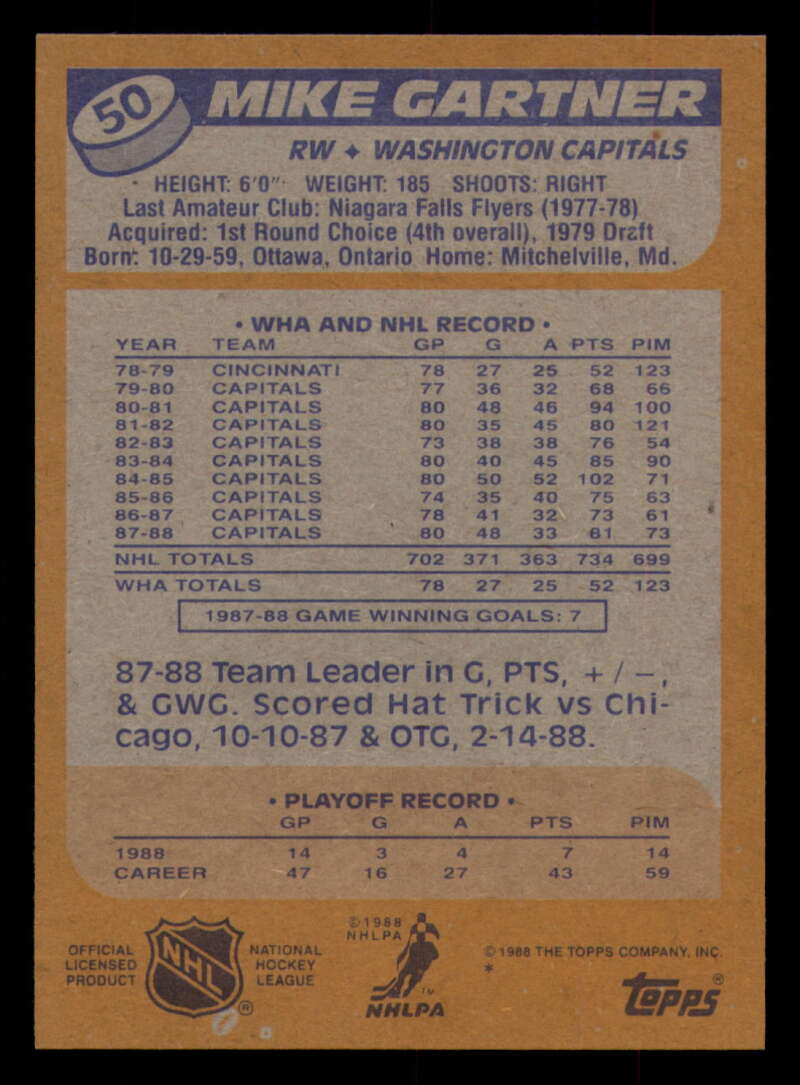 50
MIKE GARTNER
RW ✦ WASHINGTON CAPITALS
HEIGHT: 6'0" WEIGHT: 185 SHOOTS: RIGHT
Last Amateur Club: Niagara Falls Flyers (1977-78)
Acquired: 1st Round Choice (4th overall), 1979 Draft
Born: 10-29-59, Ottawa, Ontario Home: Mitchelville, Md.
• WHA AND NHL RECORD •
YEAR TEAM GP G A PTS PIM
78-79 CINCINNATI 78 27 25 52 123
79-80 CAPITALS 77 36 32 68 66
80-81 CAPITALS 80 48 46 94 100
81-82 CAPITALS 80 35 45 80 121
82-83 CAPITALS 73 38 38 76 54
83-84 CAPITALS 80 40 45 85 90
84-85 CAPITALS 80 50 52 102 71
85-86 CAPITALS 74 35 40 75 63
86-87 CAPITALS 78 41 32 73 61
87-88 CAPITALS 80 48 33 81 73
NHL TOTALS 702 371 363 734 699
WHA TOTALS 78 27 25 52 123
1987-88 GAME WINNING GOALS: 7
87-88 Team Leader in G, PTS, + / –,
& GWG. Scored Hat Trick vs Chi-
cago, 10-10-87 & OTG, 2-14-88.
• PLAYOFF RECORD •
GP G A PTS PIM
1988 14 3 4 7 14
CAREER 47 16 27 43 59
OFFICIAL
LICENSED
PRODUCT
NHL
®
NATIONAL
HOCKEY
LEAGUE
© 1988
NHLPA
TM
NHLPA
© 1988 THE TOPPS COMPANY, INC.
*
topps®